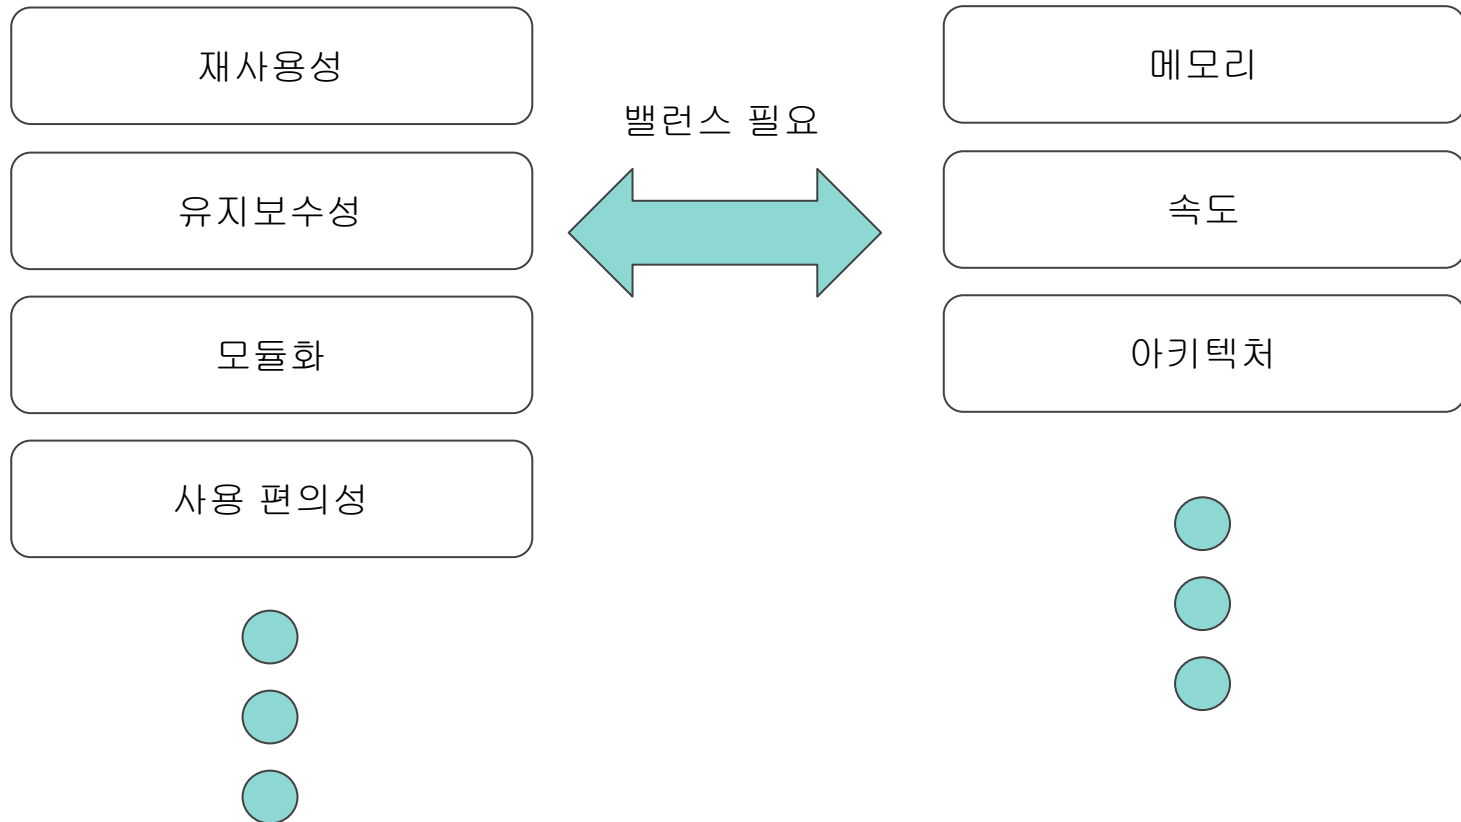 재사용성
유지보수성
모듈화
사용 편의성
밸런스 필요
메모리
속도
아키텍처